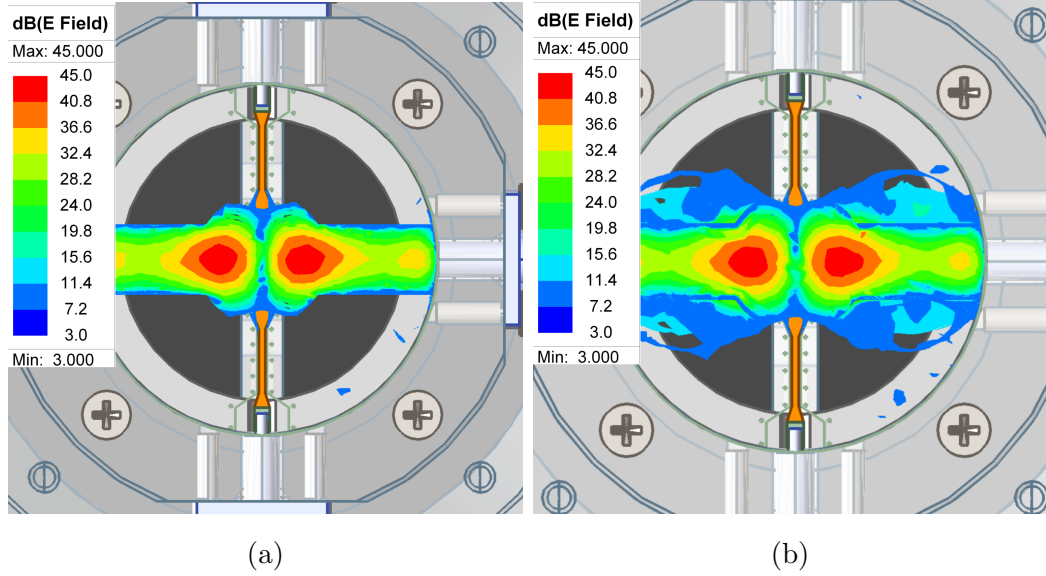 dB(E Field)
Max: 45.000
45.0
40.8
36.6
32.4
28.2
24.0
19.8
15.6
11.4
7.2
3.0
Min: 3.000
(a)
dB(E Field)
Max: 45.000
45.0
40.8
36.6
32.4
28.2
24.0
19.8
15.6
11.4
7.2
3.0
Min: 3.000
(b)